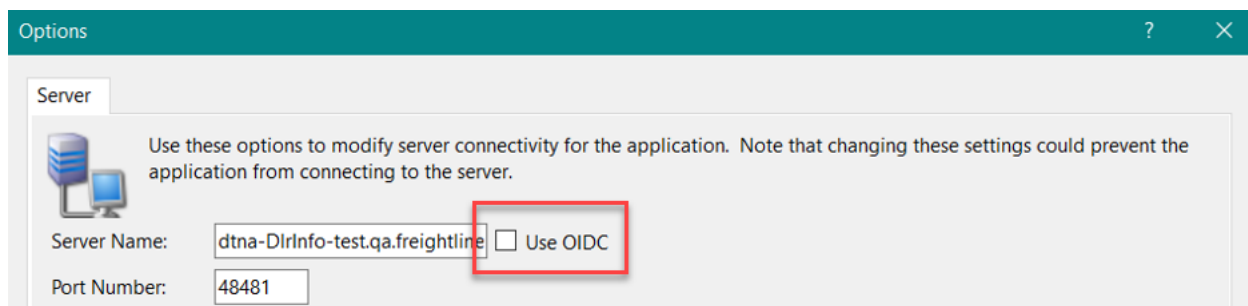 Options ?
Server
Use these options to modify server connectivity for the application. Note that changing these settings could prevent the
application from connecting to the server.
Server Name: dtna-DlrInfo-test.qa.freightline Use OIDC
Port Number: 48481